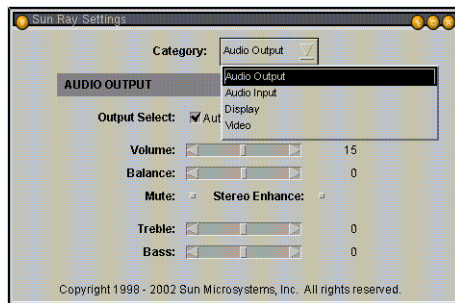 Sun Ray Settings
Category: Audio Output
Audio Output
Audio Input
Display
Video
AUDIO OUTPUT
Output Select: Aut
Volume: 15
Balance: 0
Mute: Stereo Enhance:
Treble: 0
Bass: 0
Copyright 1998 - 2002 Sun Microsystems, Inc. All rights reserved.